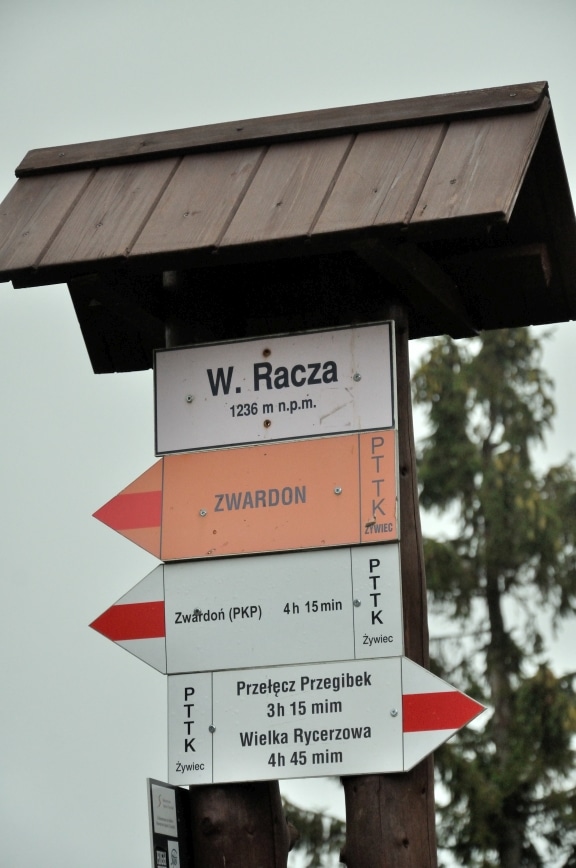 W. Racza
1236 m n.p.m.
ZWARDON
PTTK
ŻYWIEC
Zwardoń (PKP) 4h 15min
PTTK
Żywiec
PTTK
Żywiec
Przełęcz Przegibek
3h 15 mim
Wielka Rycerzowa
4h 45 mim